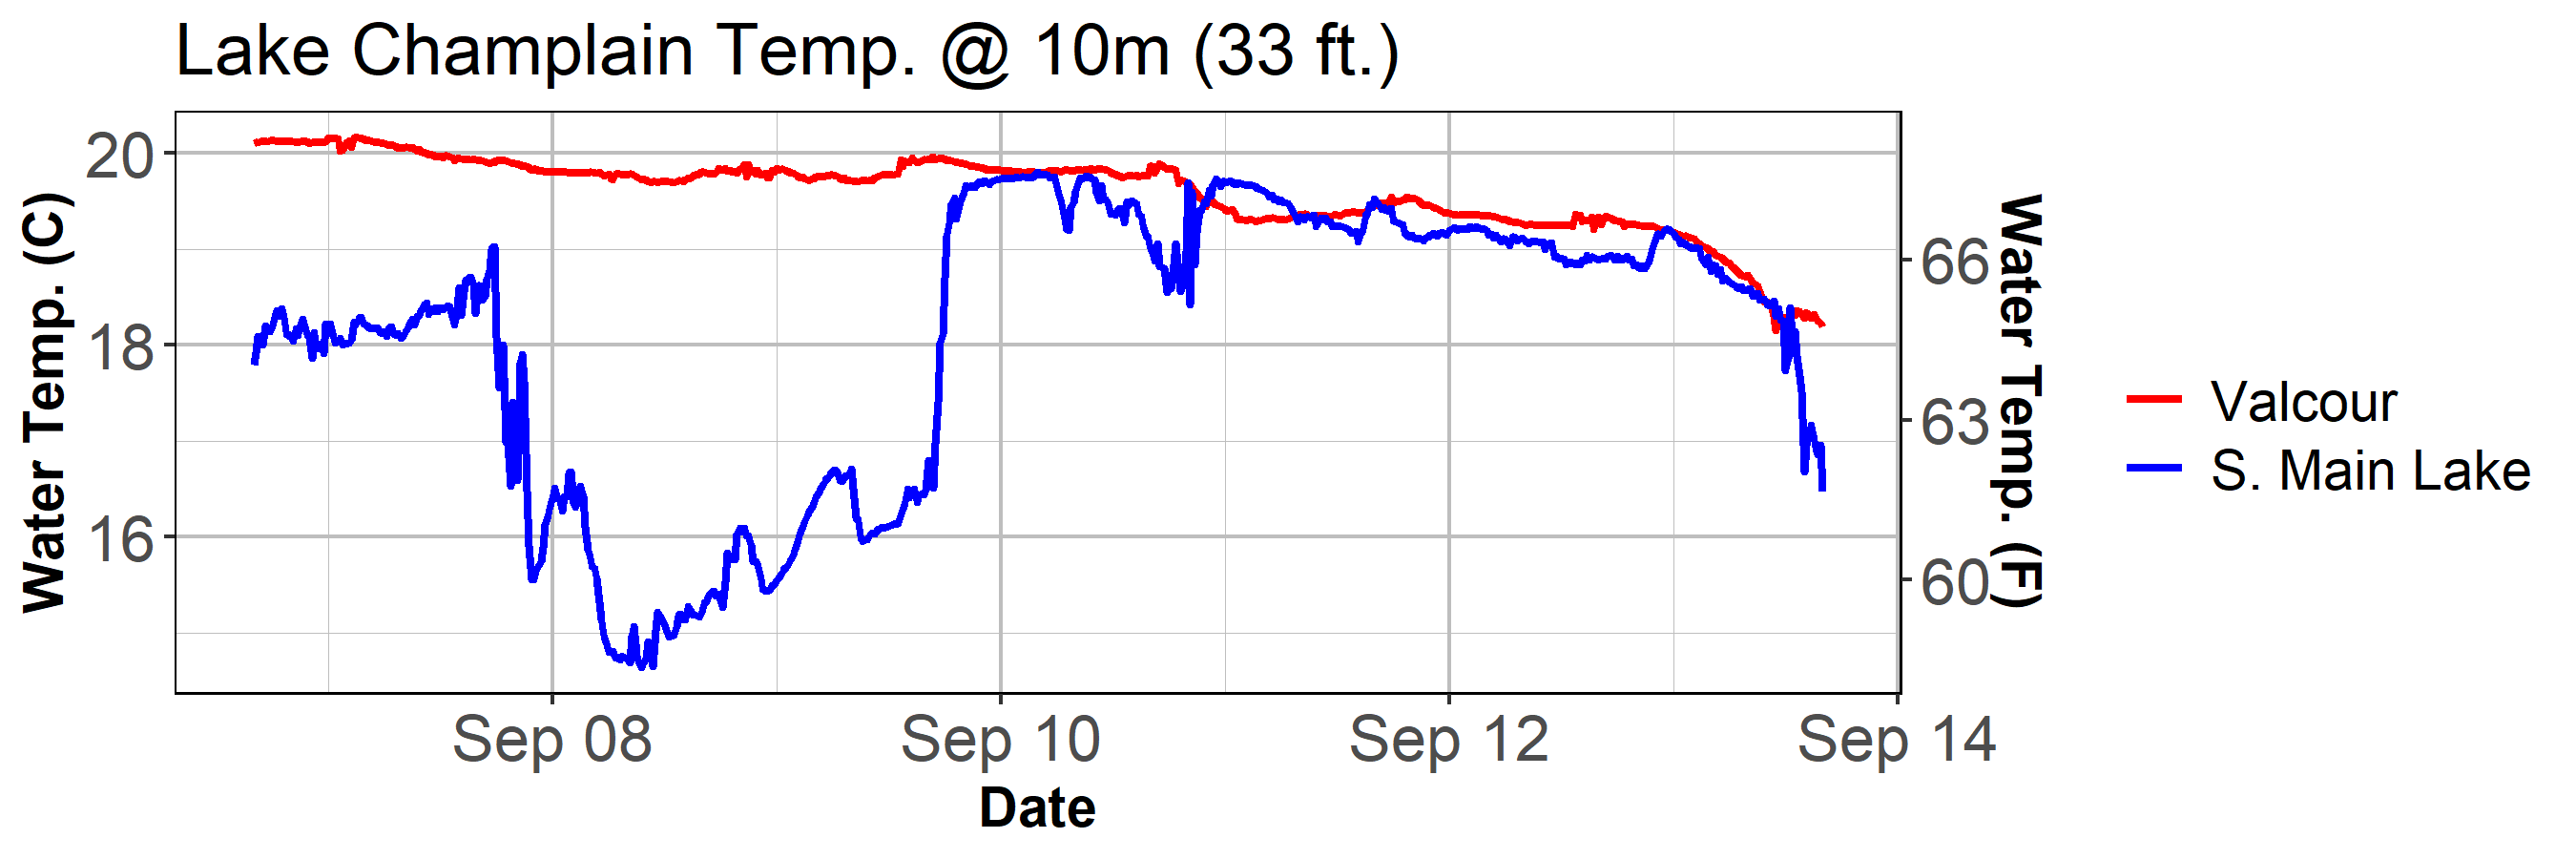 Lake Champlain Temp. @ 10m (33 ft.)
Water Temp. (C)
20
18
16
66
63
60
Water Temp. (F)
Valcour
S. Main Lake
Sep 08
Sep 10
Sep 12
Sep 14
Date